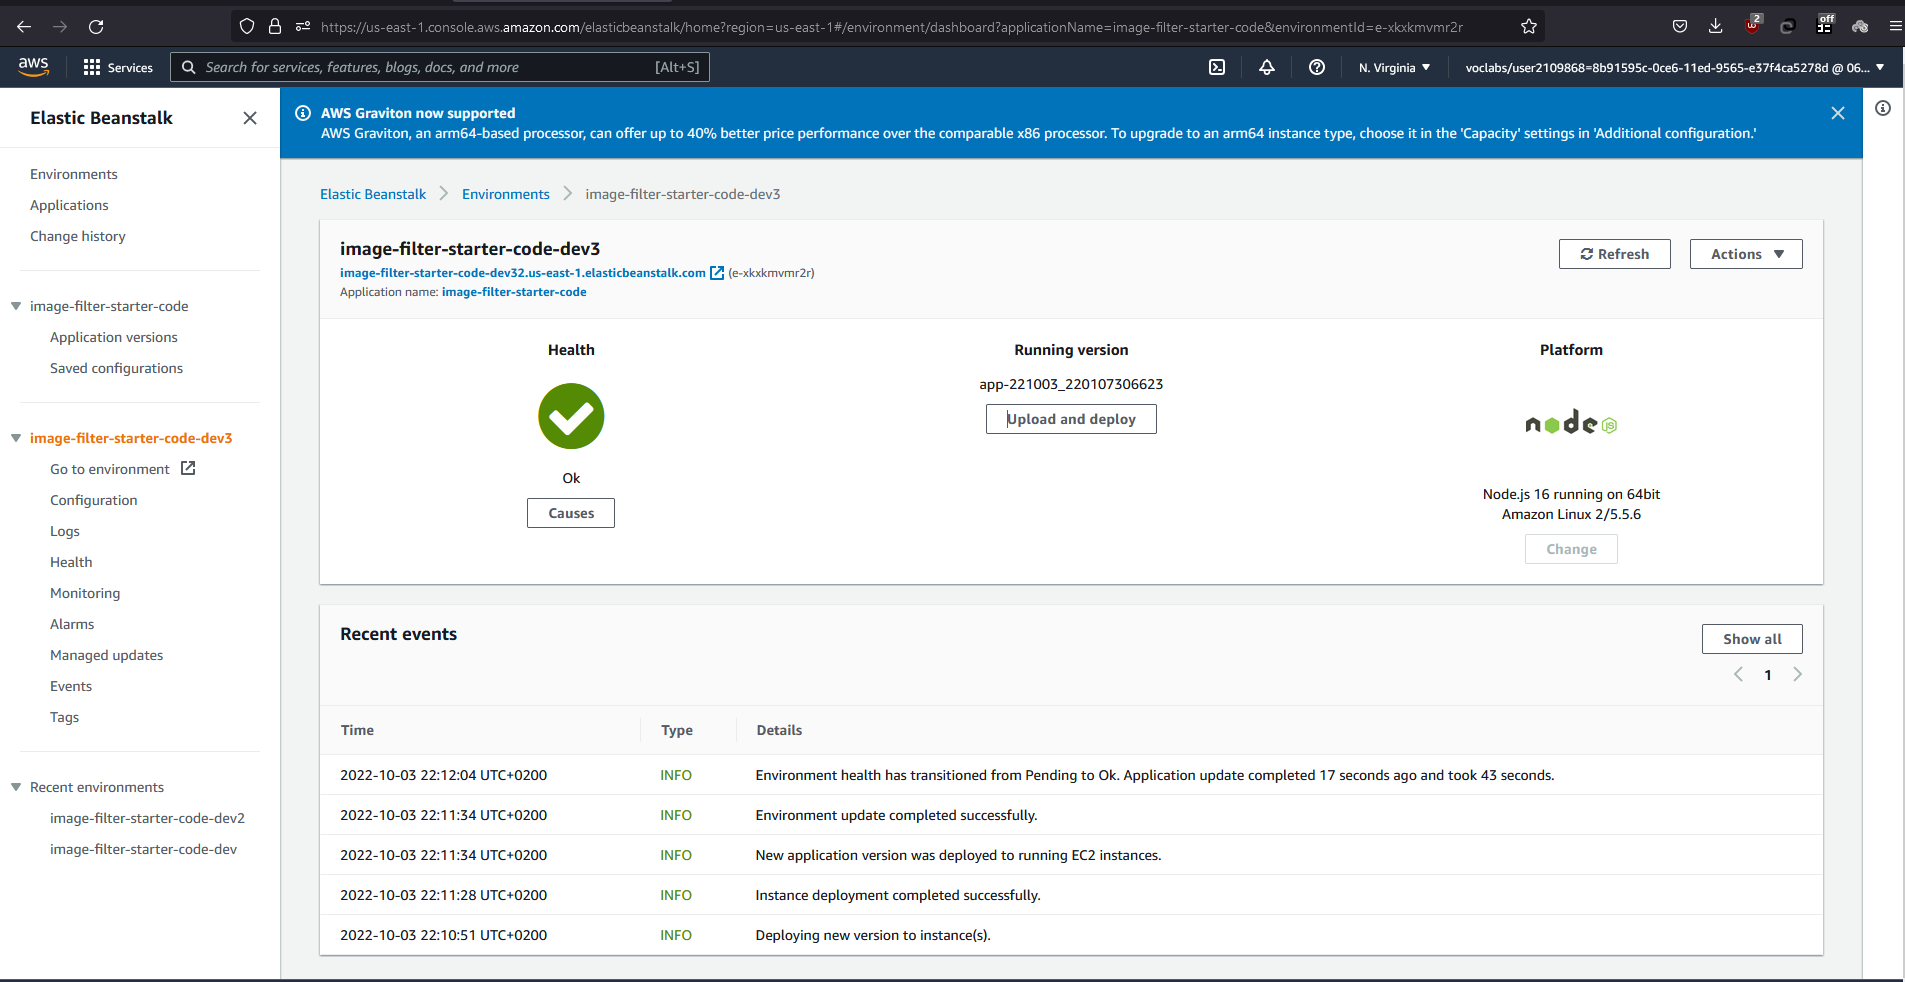 https://us-east-1.console.aws.amazon.com/elasticbeanstalk/home?region=us-east-1#/environment/dashboard?applicationName=image-filter-starter-code&environmentId=e-xkxkmvmr2r
2
off
aws
Services
Search for services, features, blogs, docs, and more
[Alt+S]
N. Virginia
voclabs/user2109868=8b91595c-0ce6-11ed-9565-e37f4ca5278d @ 06...
Elastic Beanstalk
Environments
Applications
Change history
image-filter-starter-code
Application versions
Saved configurations
image-filter-starter-code-dev3
Go to environment
Configuration
Logs
Health
Monitoring
Alarms
Managed updates
Events
Tags
Recent environments
image-filter-starter-code-dev2
image-filter-starter-code-dev
AWS Graviton now supported
AWS Graviton, an arm64-based processor, can offer up to 40% better price performance over the comparable x86 processor. To upgrade to an arm64 instance type, choose it in the 'Capacity' settings in 'Additional configuration.'
Elastic Beanstalk
Environments
image-filter-starter-code-dev3
image-filter-starter-code-dev3
image-filter-starter-code-dev32.us-east-1.elasticbeanstalk.com (e-xkxkmvmr2r)
Application name: image-filter-starter-code
Refresh
Actions
Health
Ok
Causes
Running version
app-221003_220107306623
Upload and deploy
Platform
node
JS
Node.js 16 running on 64bit
Amazon Linux 2/5.5.6
Change
Recent events
Show all
1
Time Type Details
2022-10-03 22:12:04 UTC+0200 INFO Environment health has transitioned from Pending to Ok. Application update completed 17 seconds ago and took 43 seconds.
2022-10-03 22:11:34 UTC+0200 INFO Environment update completed successfully.
2022-10-03 22:11:34 UTC+0200 INFO New application version was deployed to running EC2 instances.
2022-10-03 22:11:28 UTC+0200 INFO Instance deployment completed successfully.
2022-10-03 22:10:51 UTC+0200 INFO Deploying new version to instance(s).